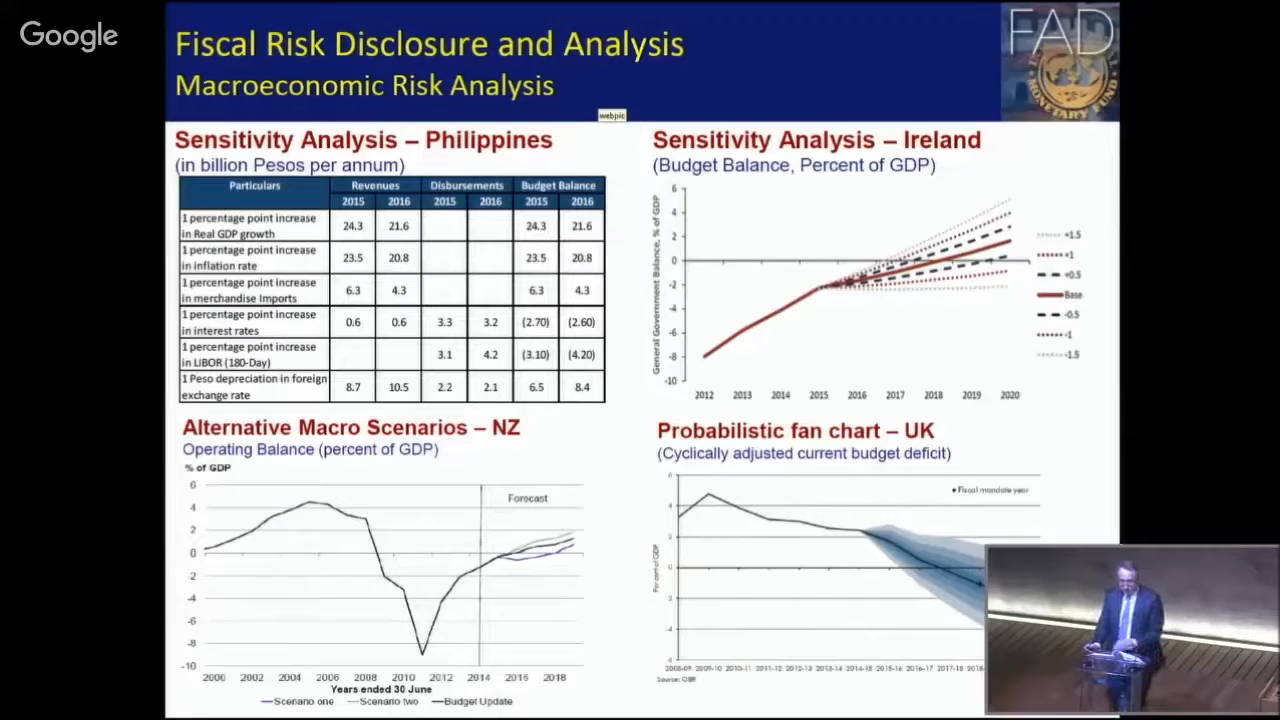 Google
Fiscal Risk Disclosure and Analysis
Macroeconomic Risk Analysis
FAD
MONETARY FUND
webpic
Sensitivity Analysis – Philippines
(in billion Pesos per annum)
Particulars Revenues Disbursements Budget Balance
2015 2016 2015 2016 2015 2016
1 percentage point increase
in Real GDP growth 24.3 21.6 24.3 21.6
1 percentage point increase
in inflation rate 23.5 20.8 23.5 20.8
1 percentage point increase
in merchandise Imports 6.3 4.3 6.3 4.3
1 percentage point increase
in interest rates 0.6 0.6 3.3 3.2 (2.70) (2.60)
1 percentage point increase
in LIBOR (180-Day) 3.1 4.2 (3.10) (4.20)
1 Peso depreciation in foreign
exchange rate 8.7 10.5 2.2 2.1 6.5 8.4
Sensitivity Analysis – Ireland
(Budget Balance, Percent of GDP)
General Government Balance, % of GDP
6
4
2
0
-2
-4
-6
-8
-10
2012 2013 2014 2015 2016 2017 2018 2019 2020
+1.5
+1
+0.5
Base
-0.5
-1
-1.5
Alternative Macro Scenarios – NZ
Operating Balance (percent of GDP)
% of GDP
6
4
2
0
-2
-4
-6
-8
-10
Forecast
2000 2002 2004 2006 2008 2010 2012 2014 2016 2018
Years ended 30 June
Scenario one Scenario two Budget Update
Probabilistic fan chart – UK
(Cyclically adjusted current budget deficit)
Per cent of GDP
Fiscal mandate year
2008-09 2009-10 2010-11 2011-12 2012-13 2013-14 2014-15 2015-16 2016-17 2017-18 2018-
Source: OBR